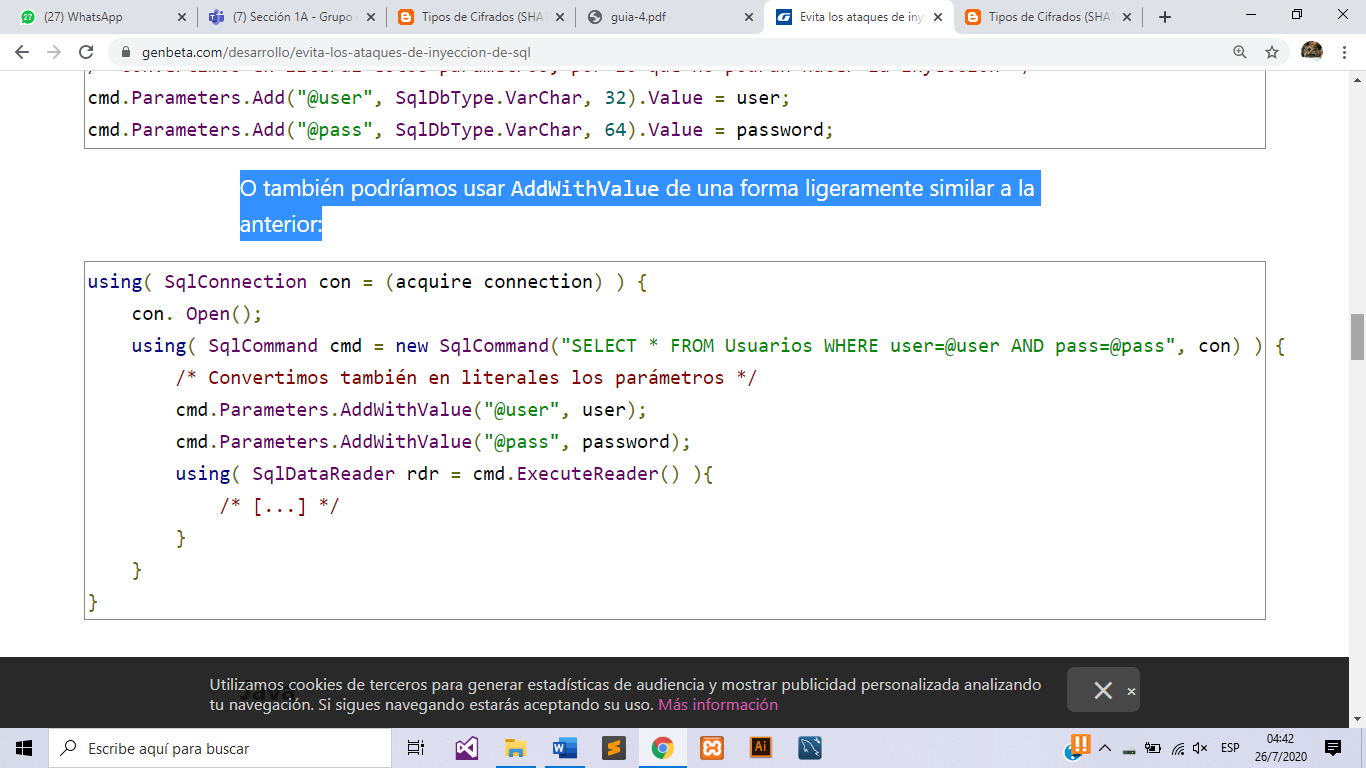 (27) WhatsApp
(7) Sección 1A - Grupo
Tipos de Cifrados (SHA
guia-4.pdf
Evita los ataques de iny
Tipos de Cifrados (SHA
genbeta.com/desarrollo/evita-los-ataques-de-inyeccion-de-sql
cmd.Parameters.Add("@user", SqlDbType.VarChar, 32).Value = user;
cmd.Parameters.Add("@pass", SqlDbType.VarChar, 64).Value = password;
O también podríamos usar AddWithValue de una forma ligeramente similar a la
anterior:
using( SqlConnection con = (acquire connection) ) {
con. Open();
using( SqlCommand cmd = new SqlCommand("SELECT * FROM Usuarios WHERE user=@user AND pass=@pass", con) ) {
/* Convertimos también en literales los parámetros */
cmd.Parameters.AddWithValue("@user", user);
cmd.Parameters.AddWithValue("@pass", password);
using( SqlDataReader rdr = cmd.ExecuteReader() ){
/* [...] */
}
}
}
Utilizamos cookies de terceros para generar estadísticas de audiencia y mostrar publicidad personalizada analizando
tu navegación. Si sigues navegando estarás aceptando su uso. Más información
Escribe aquí para buscar
Ai
ESP
04:42
26/7/2020